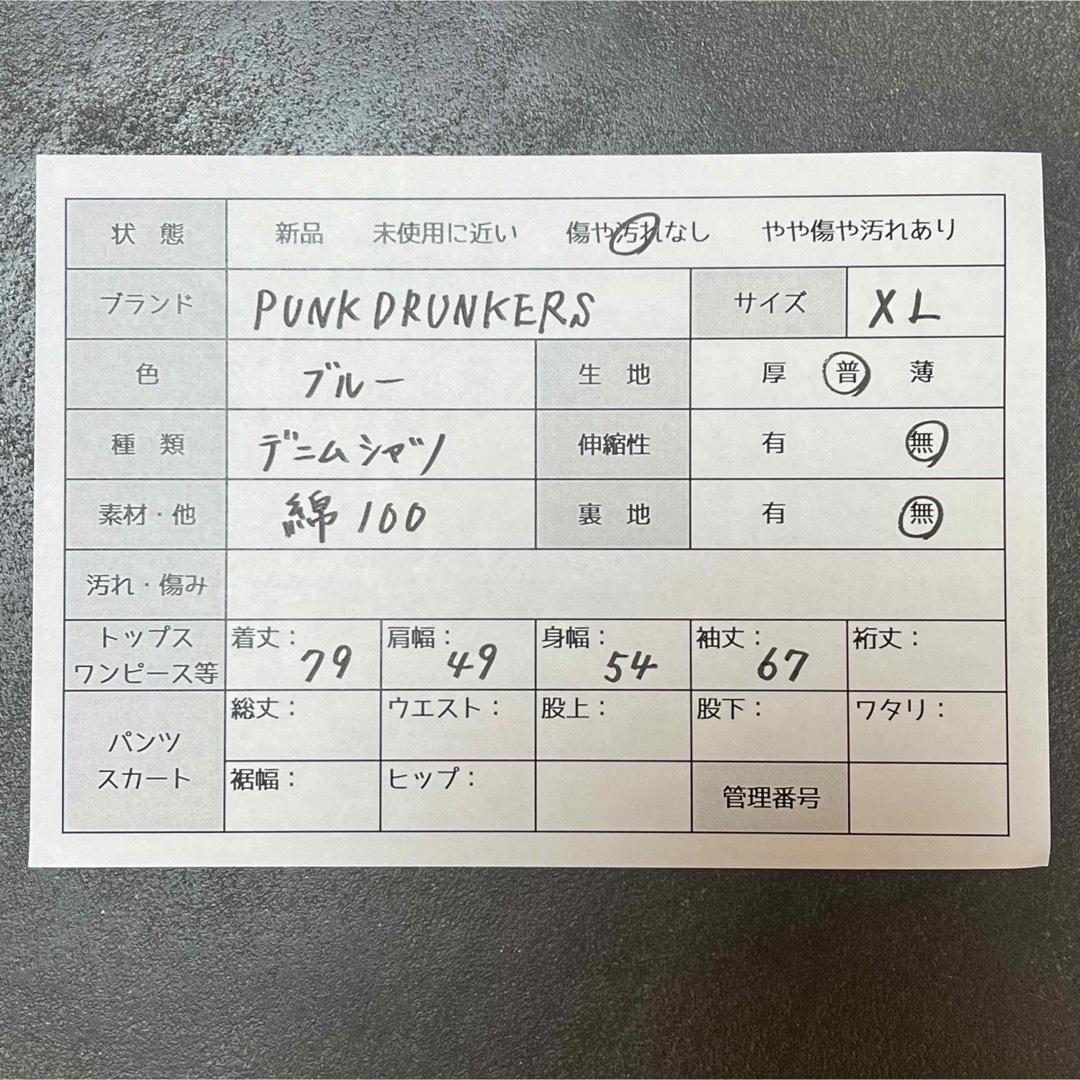 状　態 新品 未使用に近い 傷や汚れなし やや傷や汚れあり
ブランド PUNK DRUNKERS サイズ XL
色 ブルー 生　地 厚 普 薄
種　類 デニムシャツ 伸縮性 有 無
素材・他 綿 100 裏　地 有 無
汚れ・傷み
トップス
ワンピース等
着丈： 79 肩幅： 49 身幅： 54 袖丈： 67 裄丈：
パンツ
スカート
総丈： ウエスト： 股上： 股下： ワタリ：
裾幅： ヒップ： 管理番号